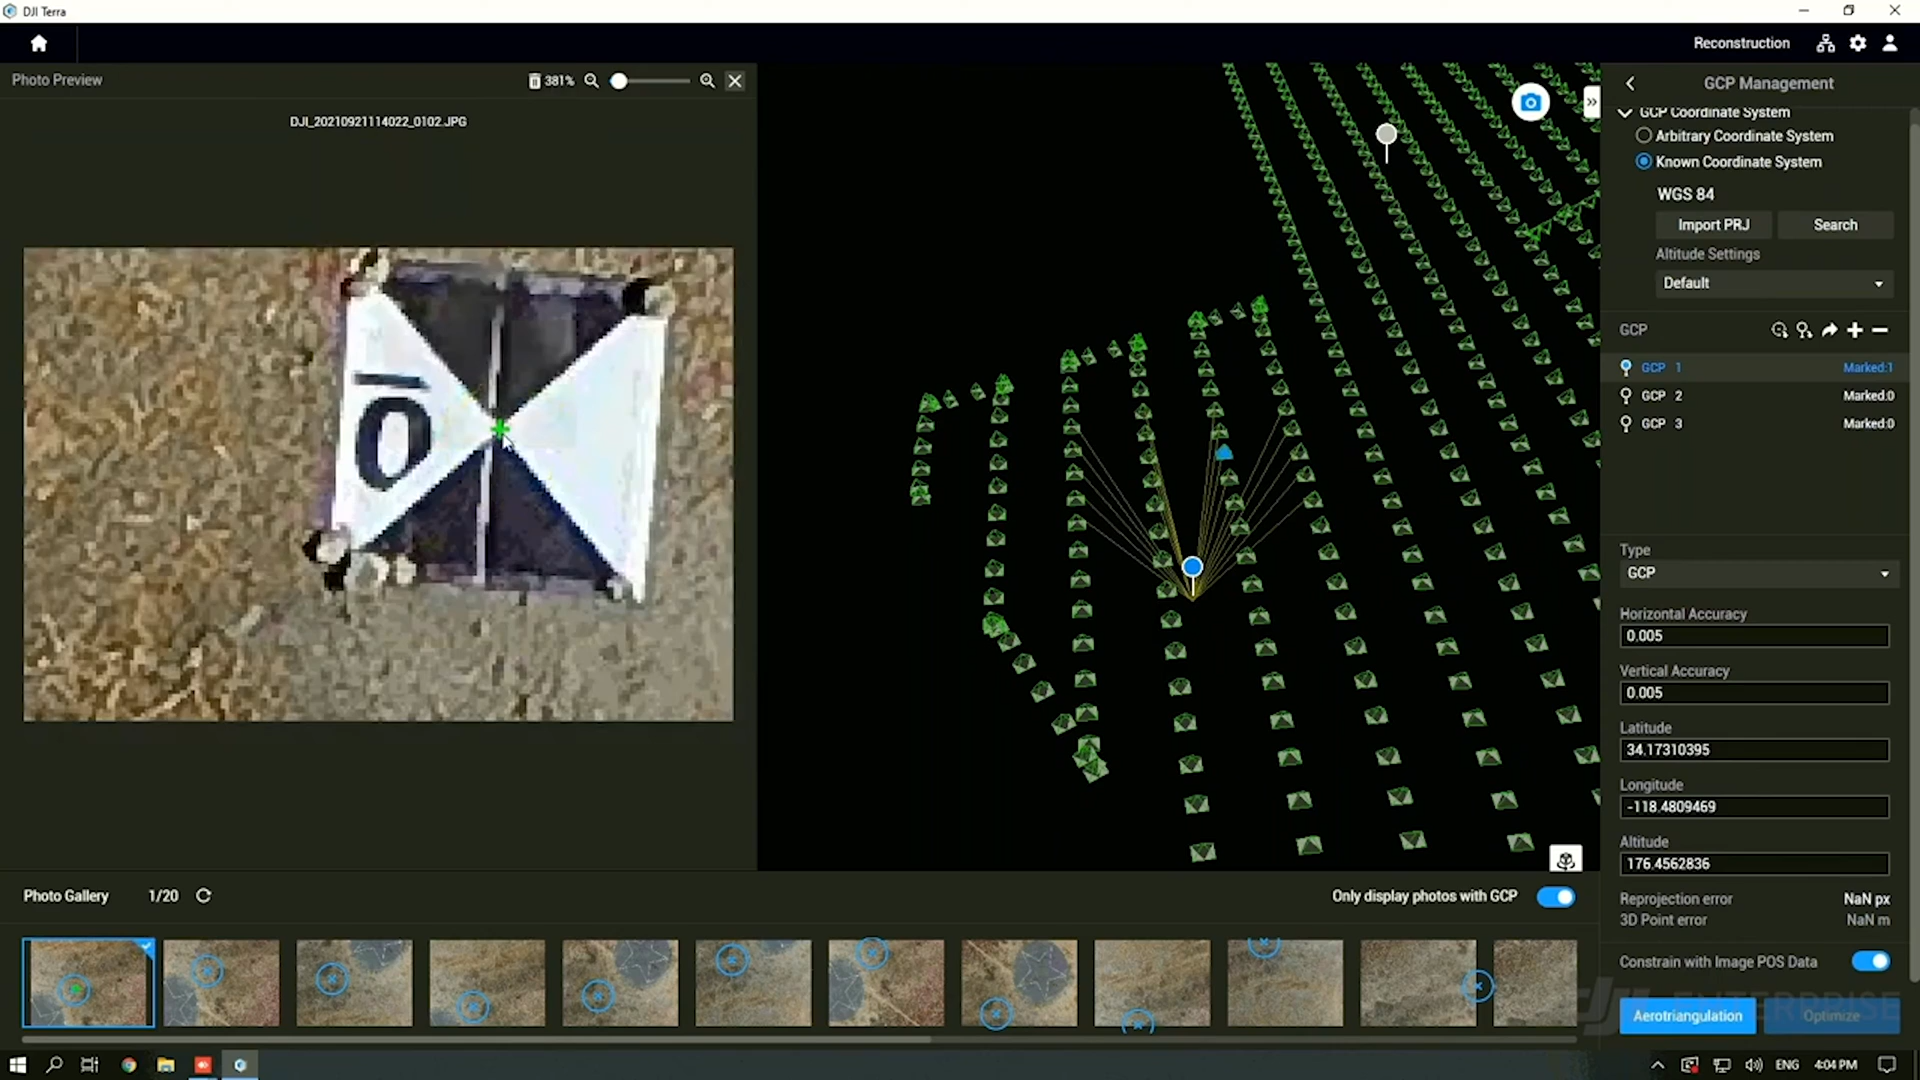 DJI Terra
Reconstruction
Photo Preview
381%
DJI_20210921114022_0102.JPG
GCP Management
GCP Coordinate System
Arbitrary Coordinate System
Known Coordinate System
WGS 84
Import PRJ
Search
Altitude Settings
Default
GCP
GCP 1 Marked:1
GCP 2 Marked:0
GCP 3 Marked:0
Type
GCP
Horizontal Accuracy
0.005
Vertical Accuracy
0.005
Latitude
34.17310395
Longitude
-118.4809469
Altitude
176.4562836
Reprojection error NaN px
3D Point error NaN m
Constrain with Image POS Data
Aerotriangulation
Optimize
dji ENTERPRISE
Photo Gallery 1/20
Only display photos with GCP
ENG 4:04 PM